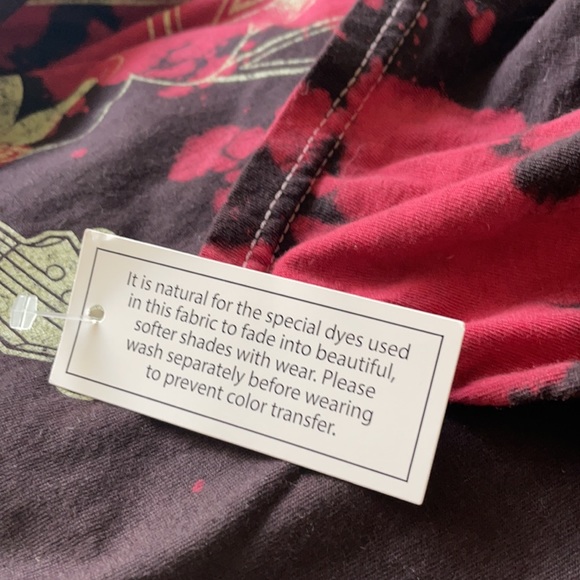 It is natural for the special dyes used
in this fabric to fade into beautiful,
softer shades with wear. Please
wash separately before wearing
to prevent color transfer.